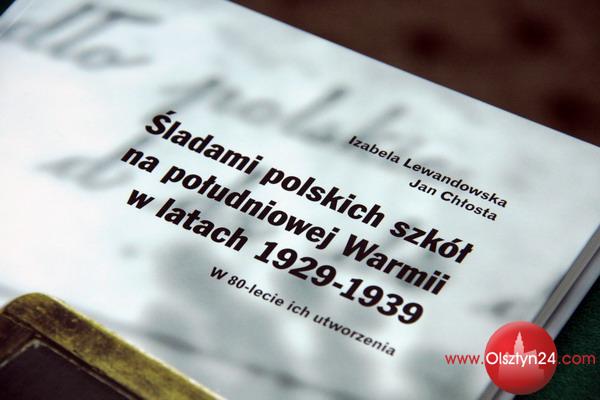 Izabela Lewandowska
Jan Chłosta
Śladami polskich szkół
na południowej Warmii
w latach 1929-1939
W 80-lecie ich utworzenia
www.Olsztyn24.com